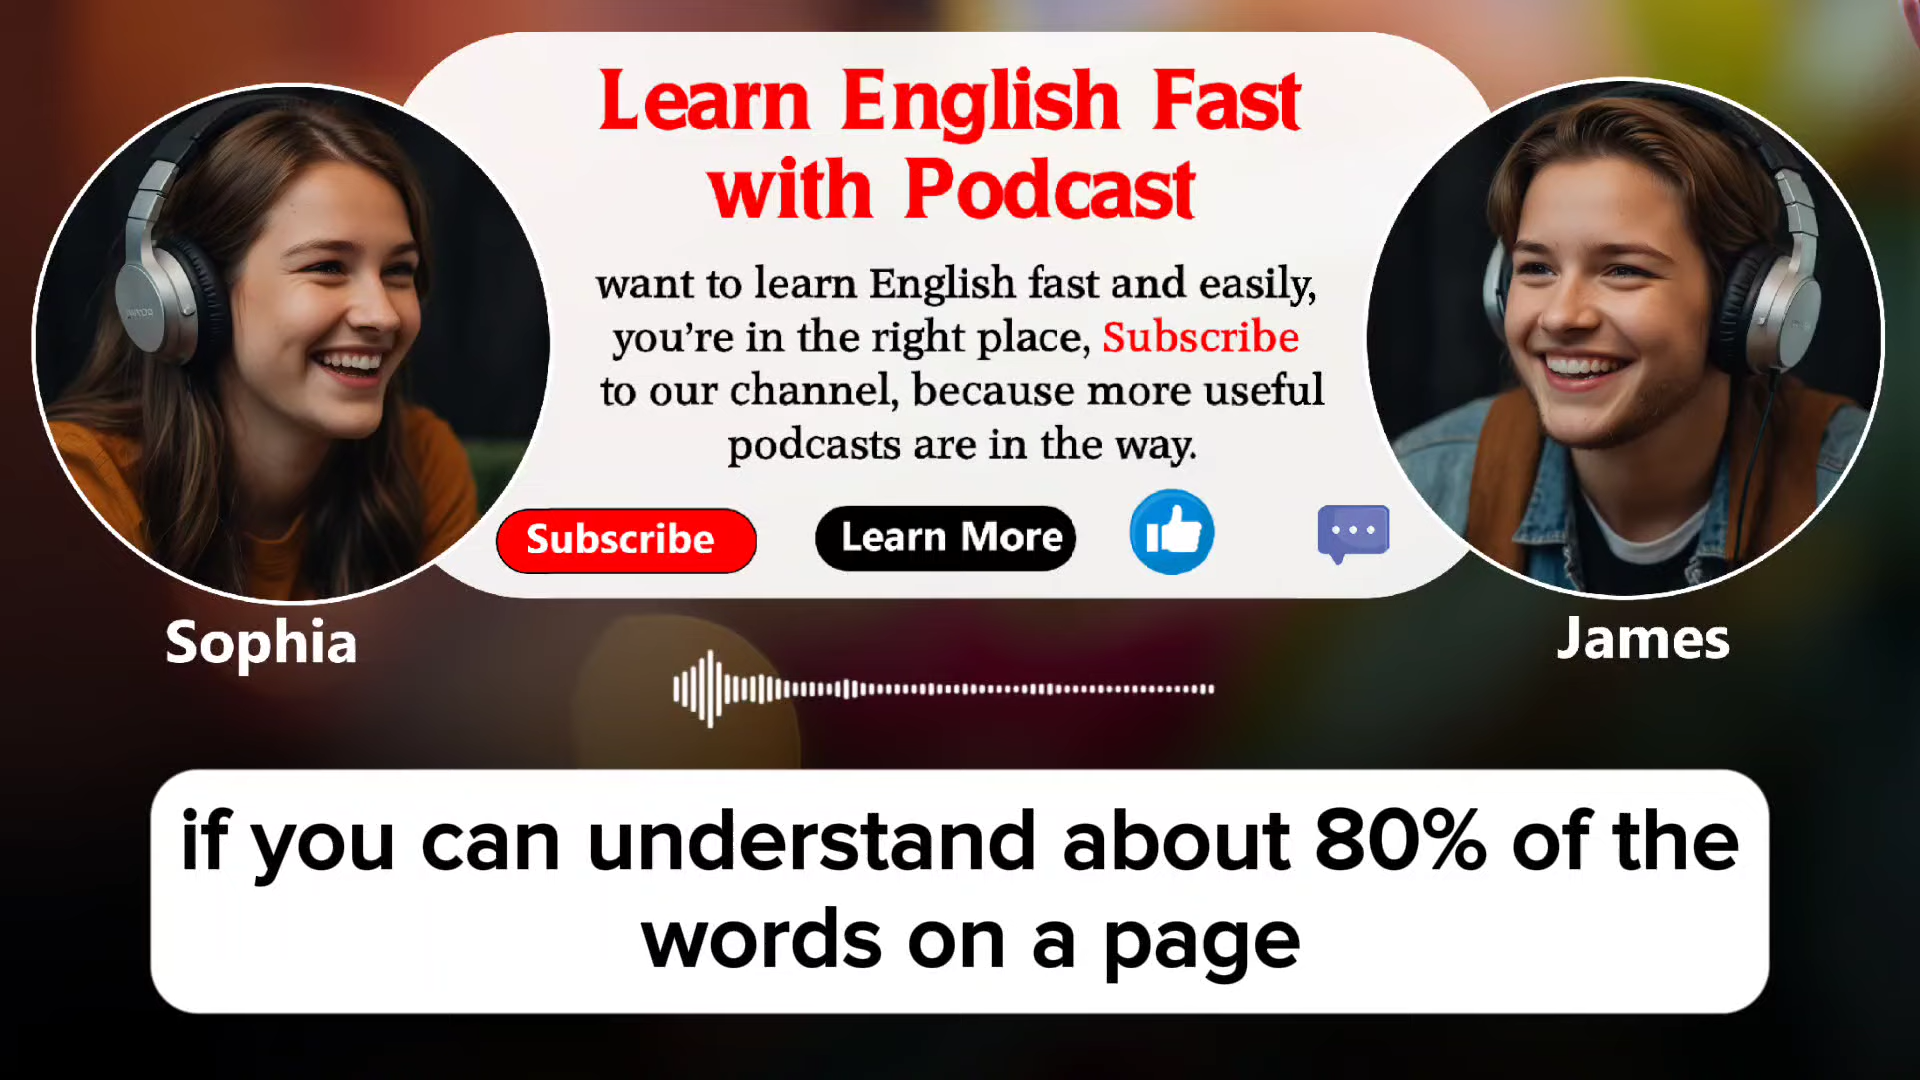 Learn English Fast
with Podcast
want to learn English fast and easily,
you're in the right place, Subscribe
to our channel, because more useful
podcasts are in the way.
Subscribe
Learn More
Sophia
James
if you can understand about 80% of the
words on a page